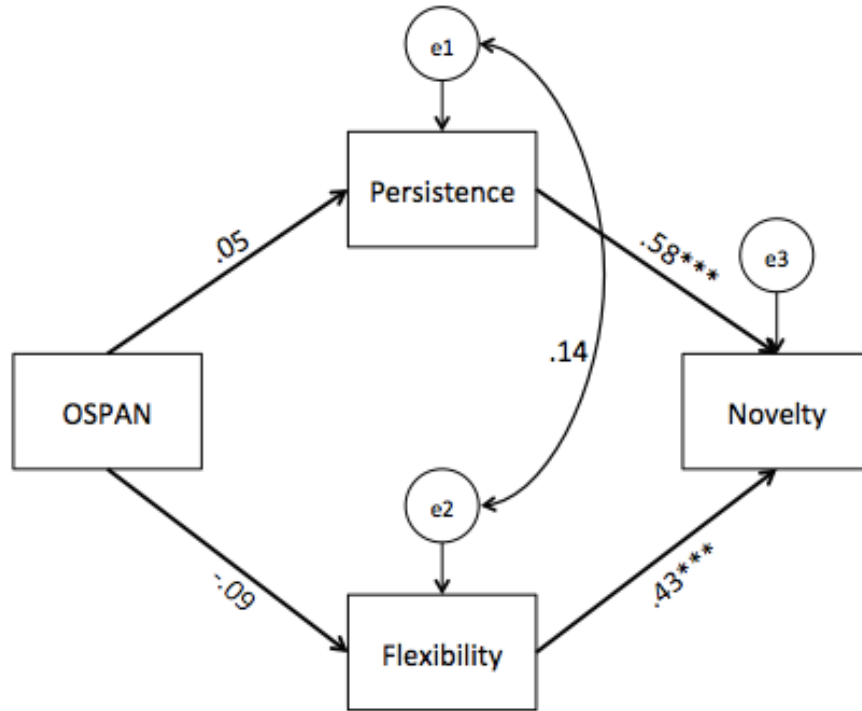 e1
Persistence
.05
.58***
e3
.14
OSPAN
Novelty
e2
-.09
.43***
Flexibility